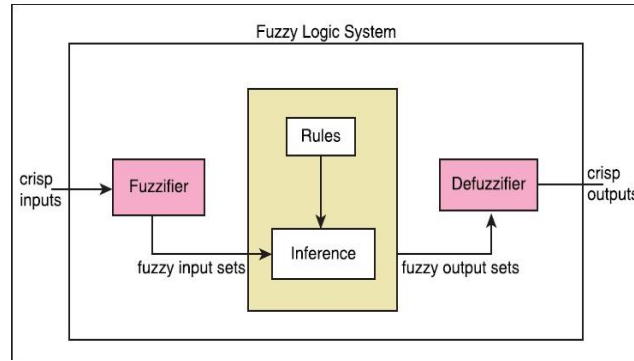 Fuzzy Logic System
Rules
crisp
inputs
Fuzzifier
Defuzzifier
crisp
outputs
Inference
fuzzy input sets
fuzzy output sets